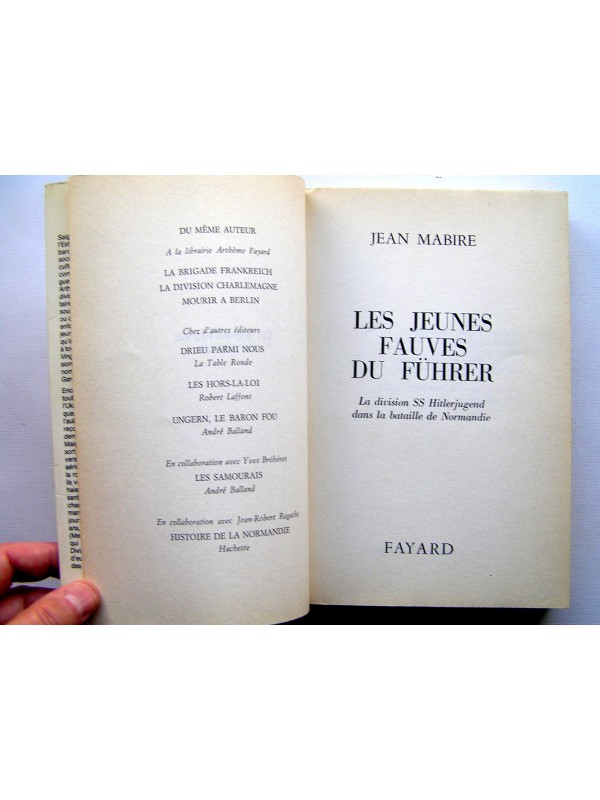 DU MÊME AUTEUR
A la librairie Arthème Fayard
LA BRIGADE FRANKREICH
LA DIVISION CHARLEMAGNE
MOURIR A BERLIN
Chez d'autres éditeurs
DRIEU PARMI NOUS
La Table Ronde
LES HORS-LA-LOI
Robert Laffont
UNGERN, LE BARON FOU
André Balland
En collaboration avec Yves Bréhéret
LES SAMOURAIS
André Balland
En collaboration avec Jean-Robert Ragache
HISTOIRE DE LA NORMANDIE
Hachette
JEAN MABIRE
LES JEUNES
FAUVES
DU FÜHRER
La division SS Hitlerjugend
dans la bataille de Normandie
FAYARD